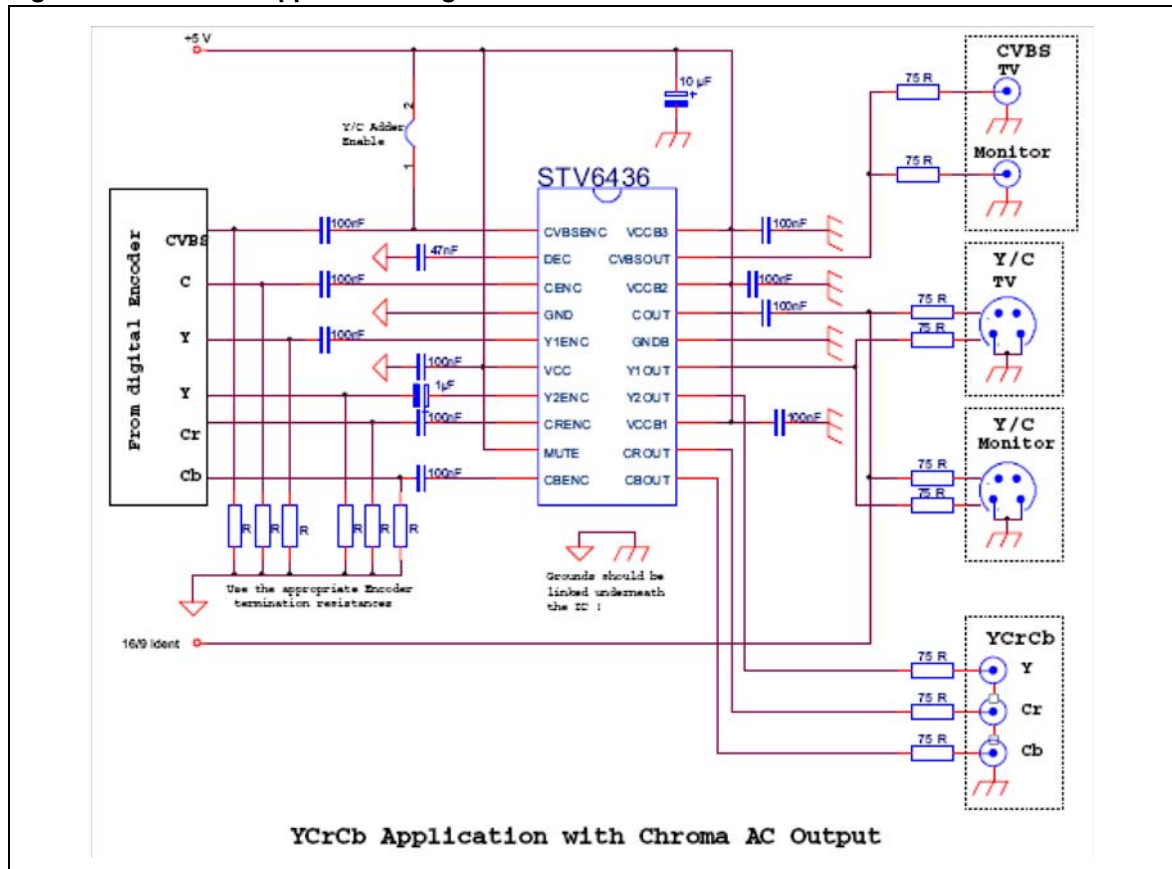 +5 V
10 µF
+
2
Y/C Adder
Enable
1
75 R
CVBS
TV
75 R
Monitor
STV6436
From digital Encoder
CVBS
C
Y
Y
Cr
Cb
100nF
47nF
100nF
100nF
100nF
1µF
+
100nF
100nF
CVBSENC
DEC
CENC
GND
Y1ENC
VCC
Y2ENC
CRENC
MUTE
CBENC
VCCB3
CVBSOUT
VCCB2
COUT
GNDB
Y1OUT
Y2OUT
VCCB1
CROUT
CBOUT
100nF
100nF
100nF
100nF
75 R
75 R
Y/C
TV
75 R
75 R
Y/C
Monitor
R
R
R
R
R
R
Use the appropriate Encoder
termination resistances
Grounds should be
linked underneath
the IC !
16/9 Ident
75 R
75 R
75 R
YCrCb
Y
Cr
Cb
YCrCb Application with Chroma AC Output